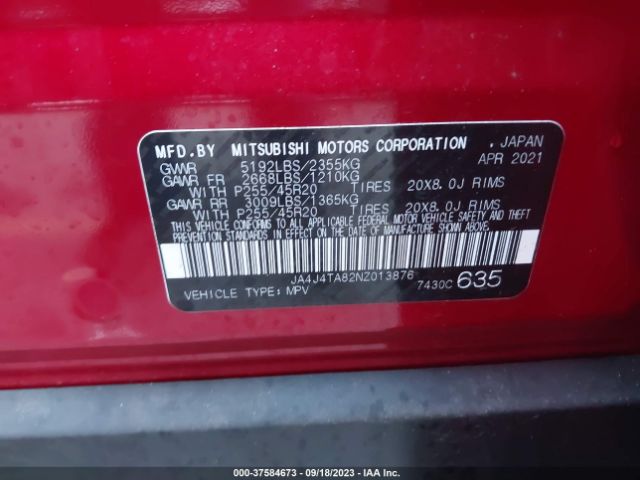 MFD.BY MITSUBISHI MOTORS CORPORATION , JAPAN
GVWR 5192LBS/2355KG APR 2021
GAWR FR 2668LBS/1210KG
WITH P255/45R20 TIRES 20X8.0J RIMS
GAWR RR 3009LBS/1365KG
WITH P255/45R20 TIRES 20X8.0J RIMS
THIS VEHICLE CONFORMS TO ALL APPLICABLE FEDERAL MOTOR VEHICLE SAFETY AND THEFT
PREVENTION STANDARDS IN EFFECT ON THE DATE OF MANUFACTURE SHOWN ABOVE.
JA4J4TA82NZ013876
VEHICLE TYPE: MPV 7430C 635
000-37584673 - 09/18/2023 - IAA Inc.